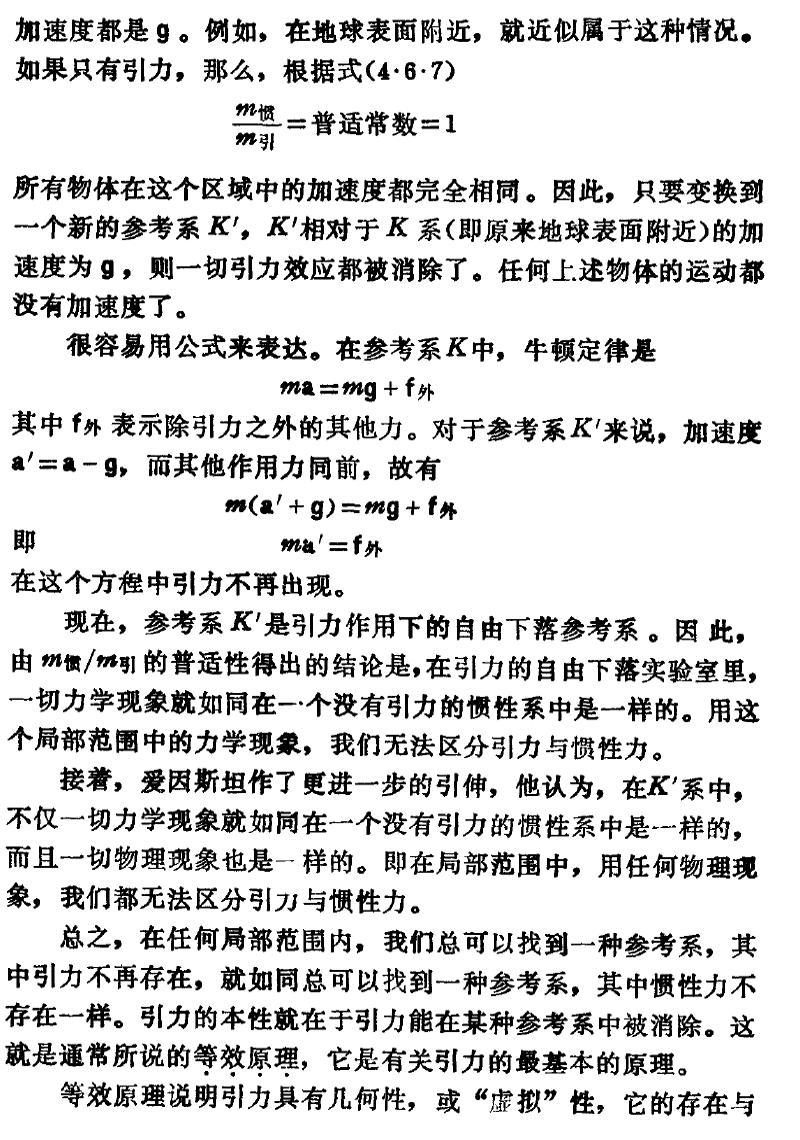 加速度都是g。例如，在地球表面附近，就近似属于这种情况。
如果只有引力，那么，根据式(4·6·7)
m惯/m引＝普适常数＝1
所有物体在这个区域中的加速度都完全相同。因此，只要变换到
一个新的参考系K′，K′相对于K系(即原来地球表面附近)的加
速度为g，则一切引力效应都被消除了。任何上述物体的运动都
没有加速度了。
很容易用公式来表达。在参考系K中，牛顿定律是
ma＝mg＋f外
其中f外表示除引力之外的其他力。对于参考系K′来说，加速度
a′＝a－g，而其他作用力同前，故有
m(a′＋g)＝mg＋f外
即 ma′＝f外
在这个方程中引力不再出现。
现在，参考系K′是引力作用下的自由下落参考系。因此，
由m惯/m引的普适性得出的结论是，在引力的自由下落实验室里，
一切力学现象就如同在一个没有引力的惯性系中是一样的。用这
个局部范围中的力学现象，我们无法区分引力与惯性力。
接着，爱因斯坦作了更进一步的引伸，他认为，在K′系中，
不仅一切力学现象就如同在一个没有引力的惯性系中是一样的，
而且一切物理现象也是一样的。即在局部范围中，用任何物理现
象，我们都无法区分引力与惯性力。
总之，在任何局部范围内，我们总可以找到一种参考系，其
中引力不再存在，就如同总可以找到一种参考系，其中惯性力不
存在一样。引力的本性就在于引力能在某种参考系中被消除。这
就是通常所说的等效原理，它是有关引力的最基本的原理。
等效原理说明引力具有几何性，或“虚拟”性，它的存在与